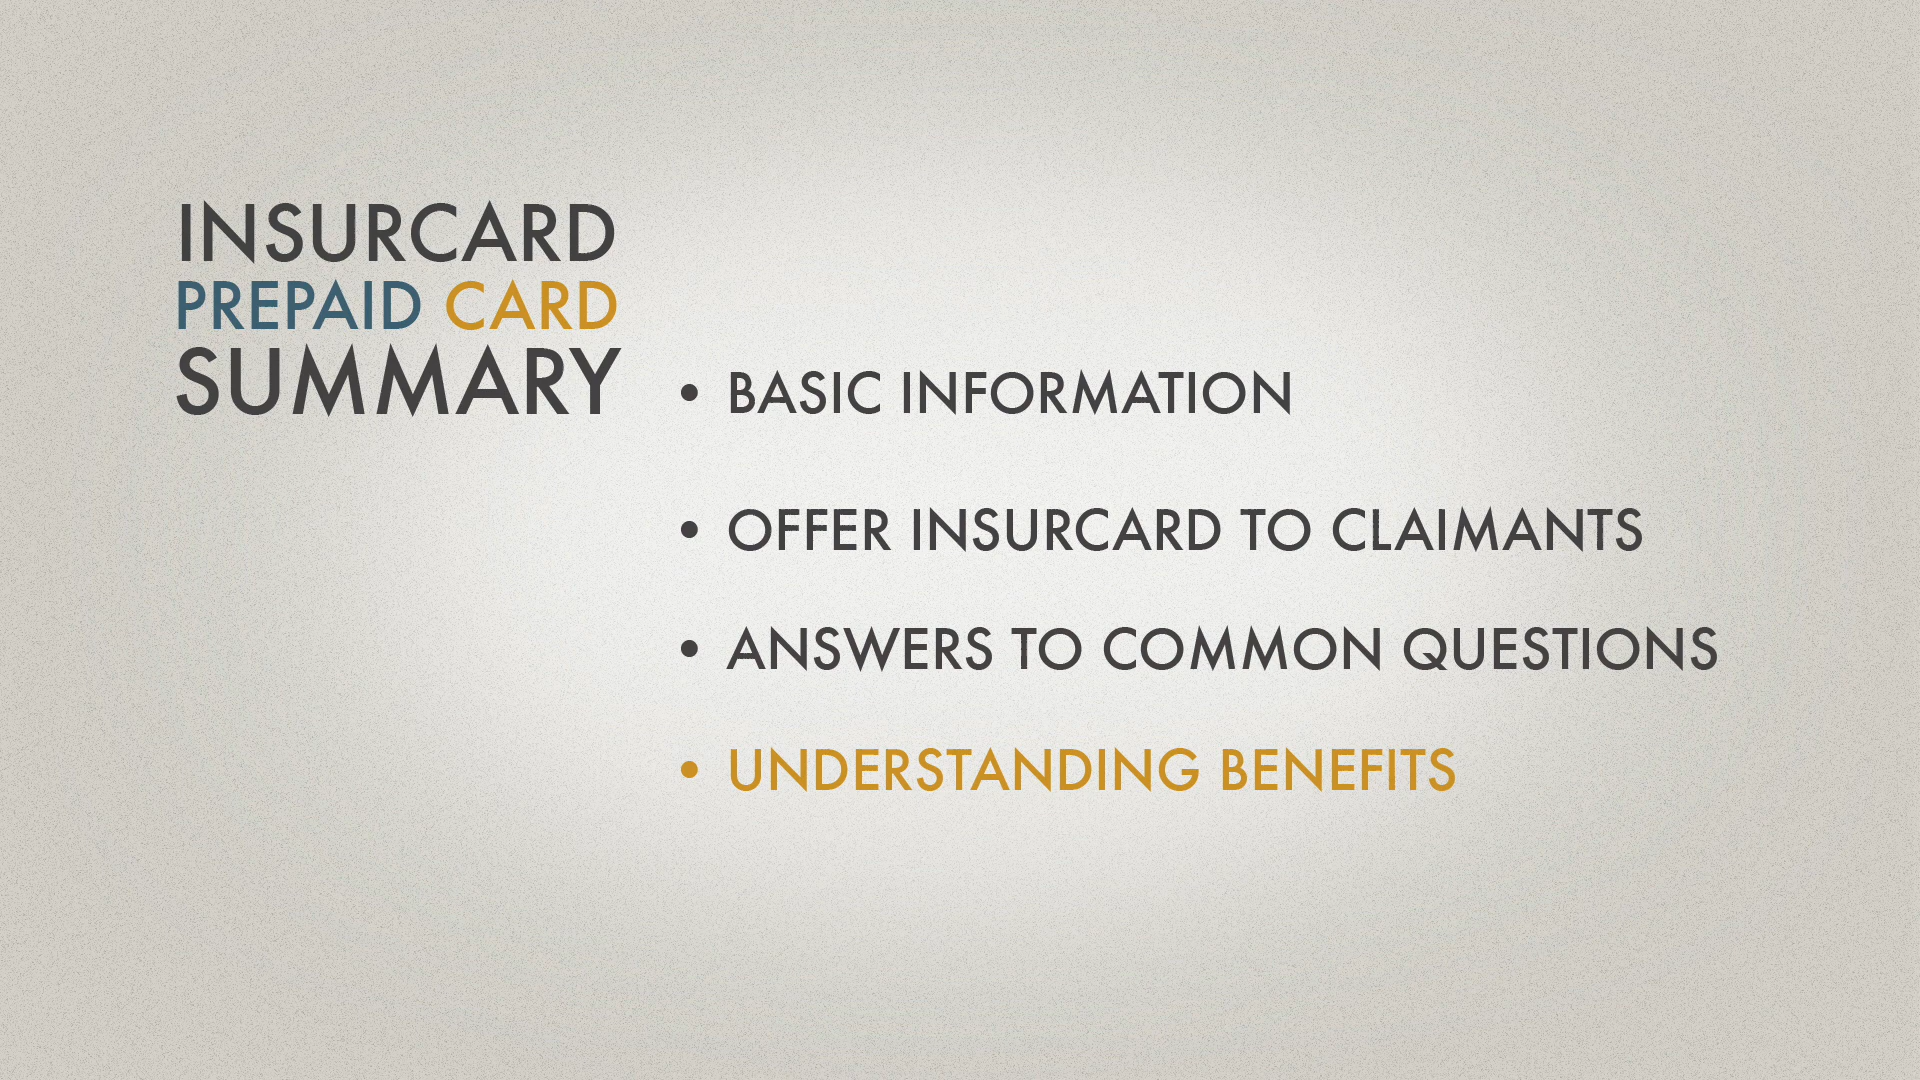 INSURCARD
PREPAID CARD
SUMMARY
• BASIC INFORMATION
• OFFER INSURCARD TO CLAIMANTS
• ANSWERS TO COMMON QUESTIONS
• UNDERSTANDING BENEFITS